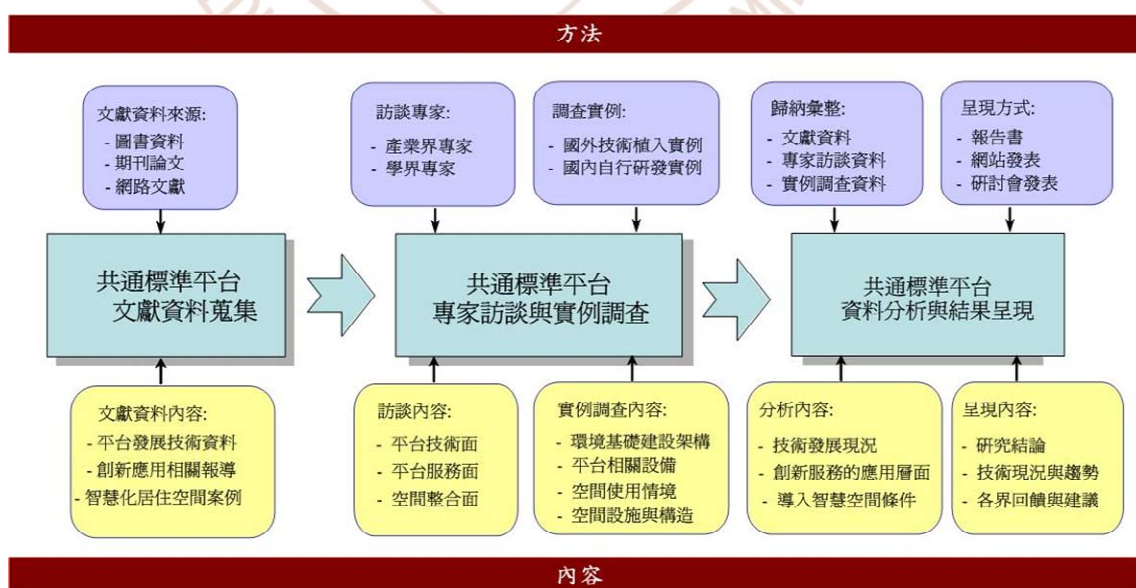 方法
文獻資料來源:
- 圖書資料
- 期刊論文
- 網路文獻
訪談專家:
- 產業界專家
- 學界專家
調查實例:
- 國外技術植入實例
- 國內自行研發實例
歸納彙整:
- 文獻資料
- 專家訪談資料
- 實例調查資料
呈現方式:
- 報告書
- 網站發表
- 研討會發表
共通標準平台
文獻資料蒐集
共通標準平台
專家訪談與實例調查
共通標準平台
資料分析與結果呈現
文獻資料內容:
- 平台發展技術資料
- 創新應用相關報導
- 智慧化居住空間案例
訪談內容:
- 平台技術面
- 平台服務面
- 空間整合面
實例調查內容:
- 環境基礎建設架構
- 平台相關設備
- 空間使用情境
- 空間設施與構造
分析內容:
- 技術發展現況
- 創新服務的應用層面
- 導入智慧空間條件
呈現內容:
- 研究結論
- 技術現況與趨勢
- 各界回饋與建議
內容